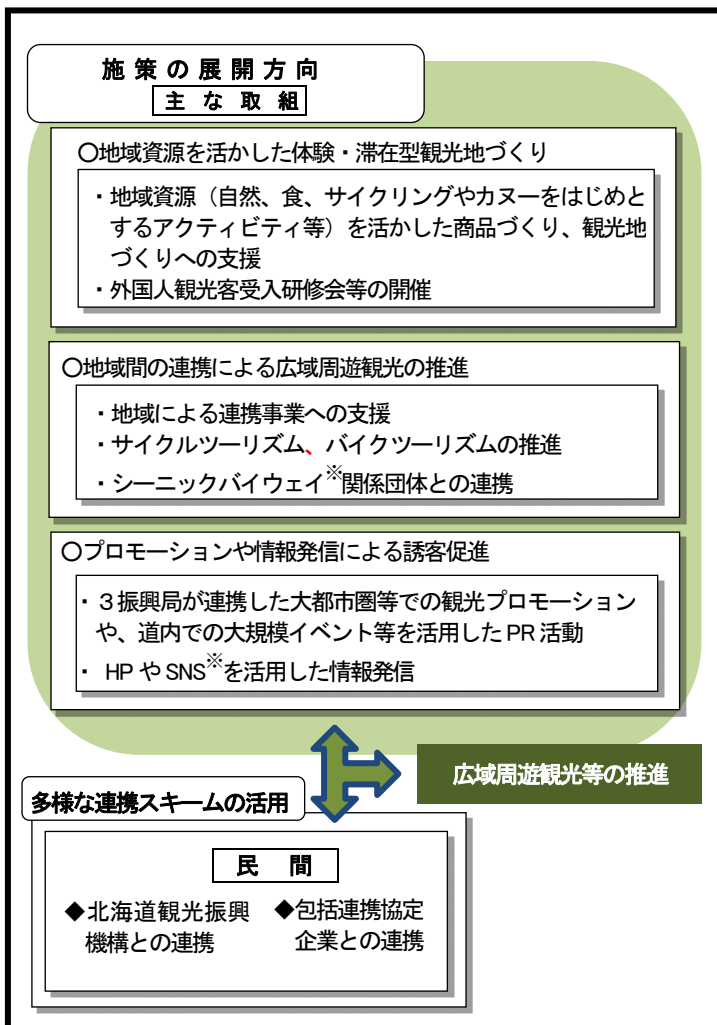 施策の展開方向
主な取組
〇地域資源を活かした体験・滞在型観光地づくり
・地域資源（自然、食、サイクリングやカヌーをはじめと
するアクティビティ等）を活かした商品づくり、観光地
づくりへの支援
・外国人観光客受入研修会等の開催
〇地域間の連携による広域周遊観光の推進
・地域による連携事業への支援
・サイクルツーリズム、バイクツーリズムの推進
・シーニックバイウェイ※関係団体との連携
〇プロモーションや情報発信による誘客促進
・３振興局が連携した大都市圏等での観光プロモーション
や、道内での大規模イベント等を活用した PR 活動
・ HP や SNS※を活用した情報発信
広域周遊観光等の推進
多様な連携スキームの活用
民　間
◆北海道観光振興
機構との連携
◆包括連携協定
企業との連携